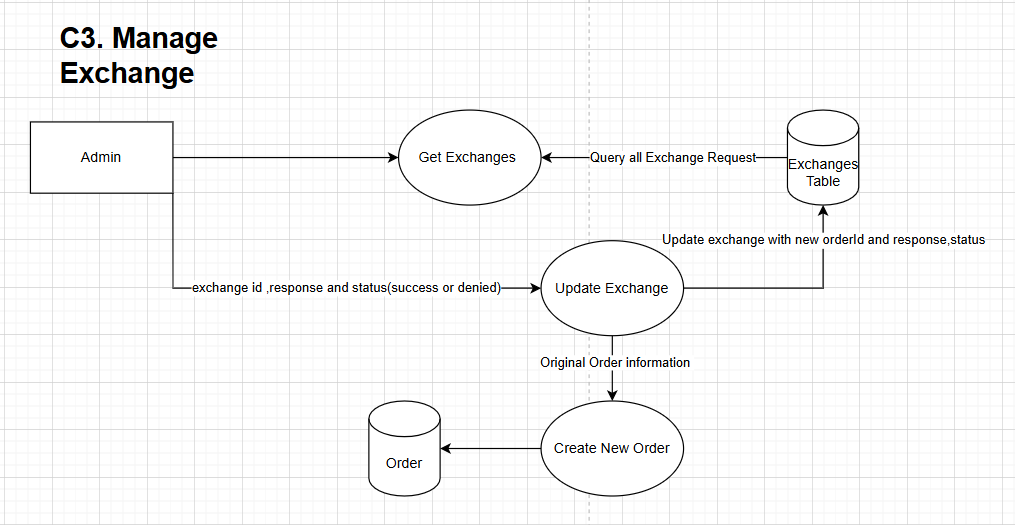 C3. Manage
Exchange
Admin
Get Exchanges
Query all Exchange Request
Exchanges
Table
Update exchange with new orderId and response,status
exchange id ,response and status(success or denied)
Update Exchange
Original Order information
Create New Order
Order